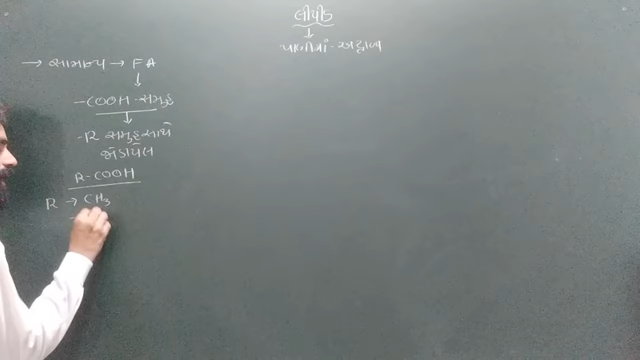 લીપીડ
↓
પાણીમાં - અદ્રાવ્ય
→ સામાન્ય → FA
↓
-COOH - સમુહ
↓
-R સમુહ સાથે
જોડાયેલ
R-COOH
R → CH3